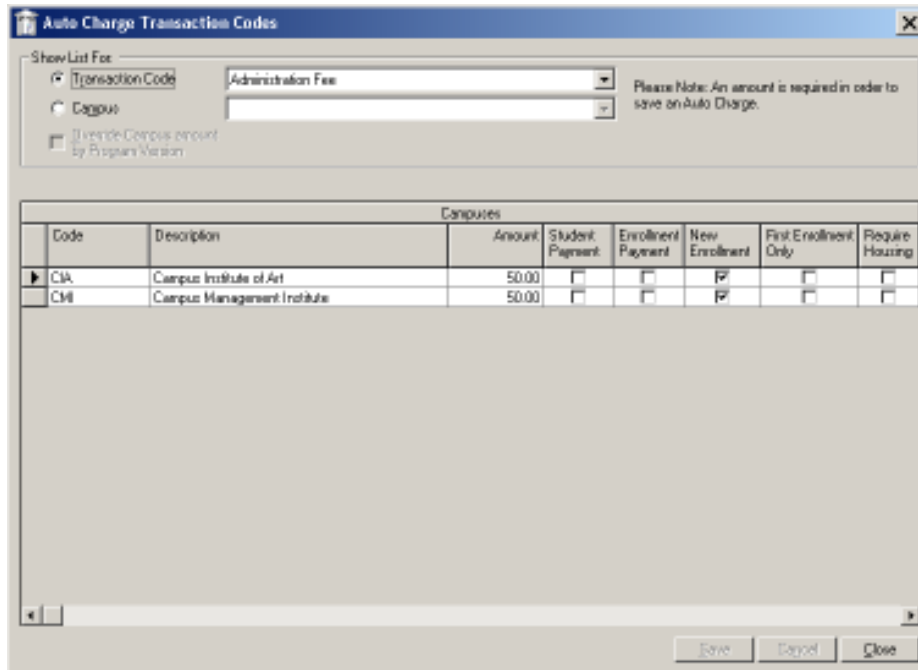 Auto Charge Transaction Codes
Show List For:
Transaction Code
Administration Fee
Please Note: An amount is required in order to
save an Auto Charge.
Campus
Override Campus amount
by Program Version
Campuses
Code Description Amount Student Payment Enrollment Payment New Enrollment First Enrollment Only Require Housing
CIA Campus Institute of Art 50.00
CMI Campus Management Institute 50.00
Save Cancel Close